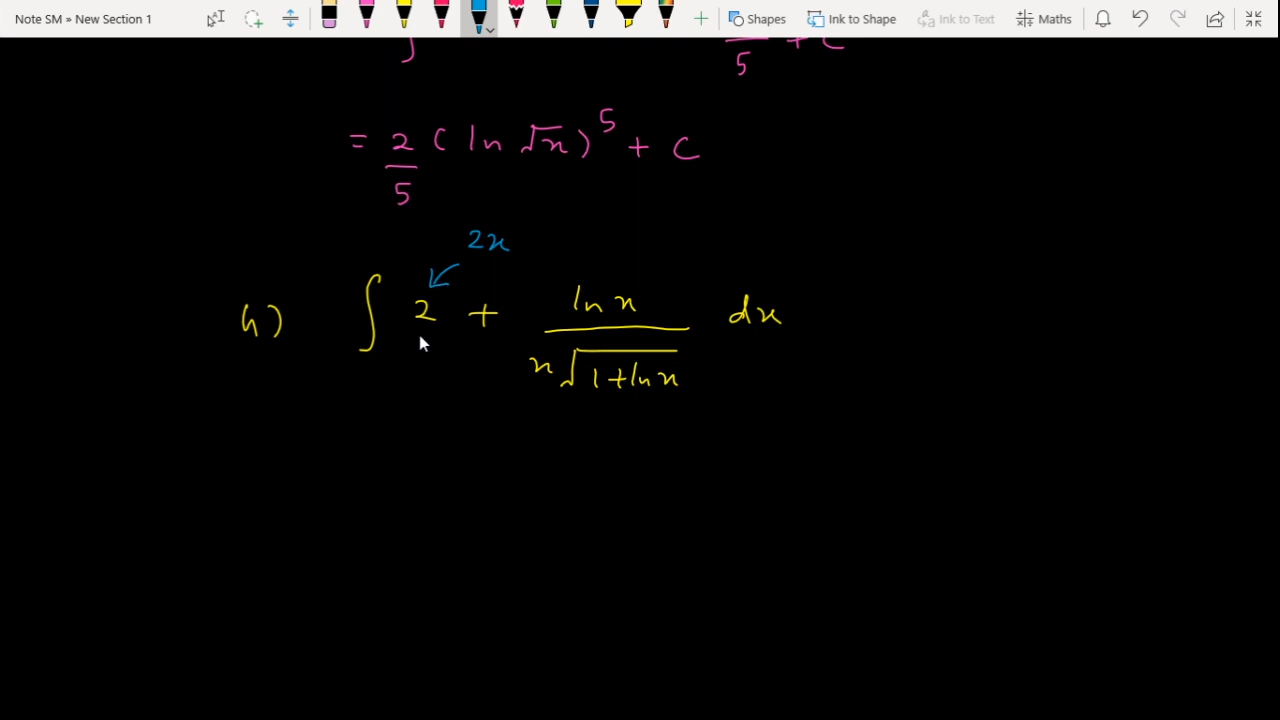 Note SM » New Section 1 Shapes Ink to Shape Ink to Text Maths
5 + C
= 2/5 ( ln √x )^5 + C
2x
h) ∫ 2 + ln x / x√1+ln x dx